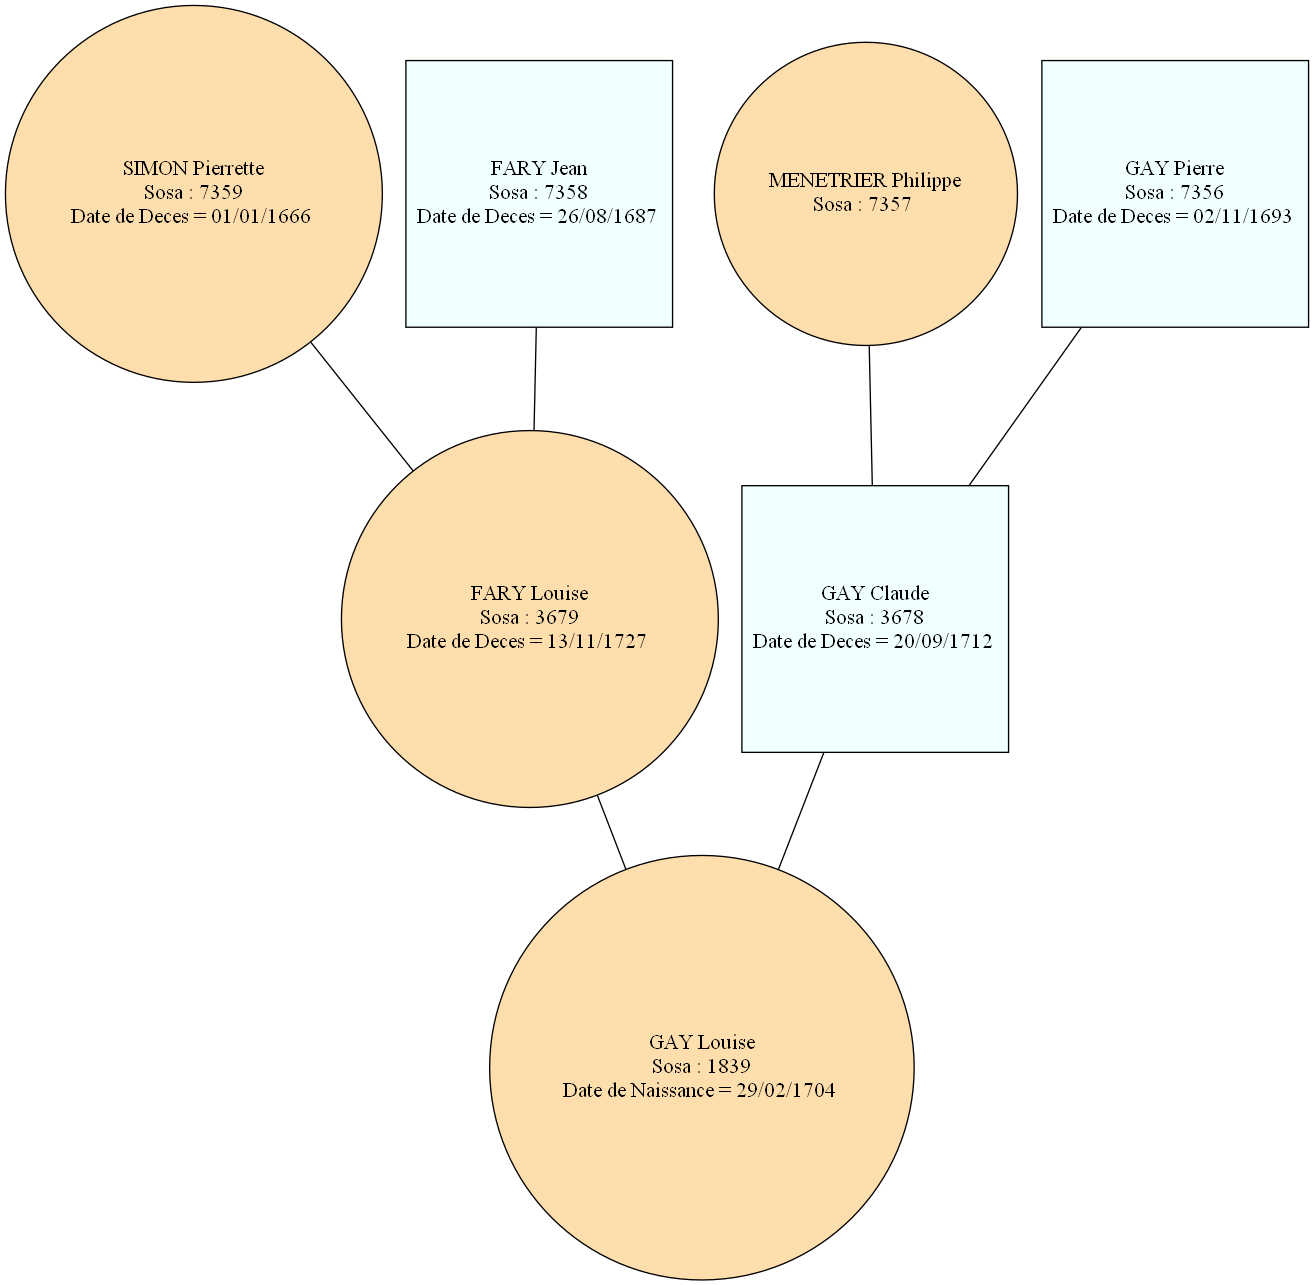 SIMON Pierrette
Sosa : 7359
Date de Deces = 01/01/1666
FARY Jean
Sosa : 7358
Date de Deces = 26/08/1687
MENETRIER Philippe
Sosa : 7357
GAY Pierre
Sosa : 7356
Date de Deces = 02/11/1693
FARY Louise
Sosa : 3679
Date de Deces = 13/11/1727
GAY Claude
Sosa : 3678
Date de Deces = 20/09/1712
GAY Louise
Sosa : 1839
Date de Naissance = 29/02/1704